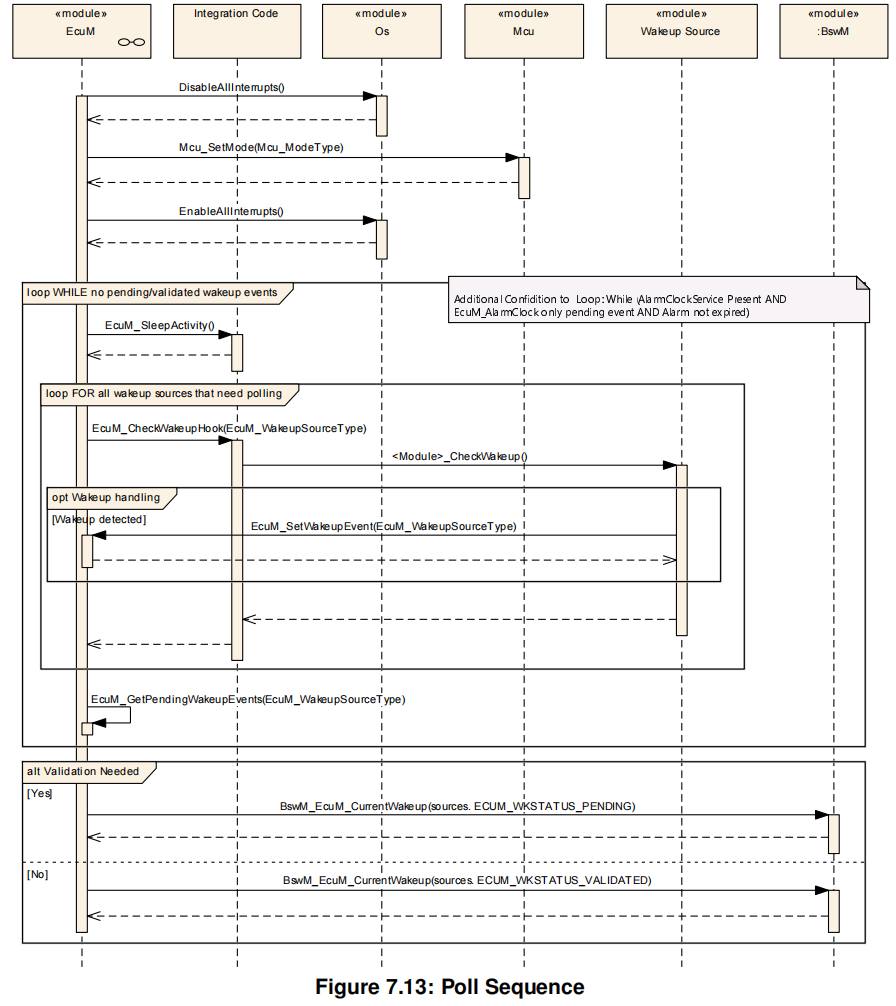 «module»
EcuM
Integration Code
«module»
Os
«module»
Mcu
«module»
Wakeup Source
«module»
:BswM
DisableAllInterrupts()
Mcu_SetMode(Mcu_ModeType)
EnableAllInterrupts()
loop WHILE no pending/validated wakeup events
Additional Confidition to Loop: While (AlarmClockService Present AND
EcuM_AlarmClock only pending event AND Alarm not expired)
EcuM_SleepActivity()
loop FOR all wakeup sources that need polling
EcuM_CheckWakeupHook(EcuM_WakeupSourceType)
<Module>_CheckWakeup()
opt Wakeup handling
[Wakeup detected]
EcuM_SetWakeupEvent(EcuM_WakeupSourceType)
EcuM_GetPendingWakeupEvents(EcuM_WakeupSourceType)
alt Validation Needed
[Yes]
BswM_EcuM_CurrentWakeup(sources. ECUM_WKSTATUS_PENDING)
[No]
BswM_EcuM_CurrentWakeup(sources. ECUM_WKSTATUS_VALIDATED)
Figure 7.13: Poll Sequence